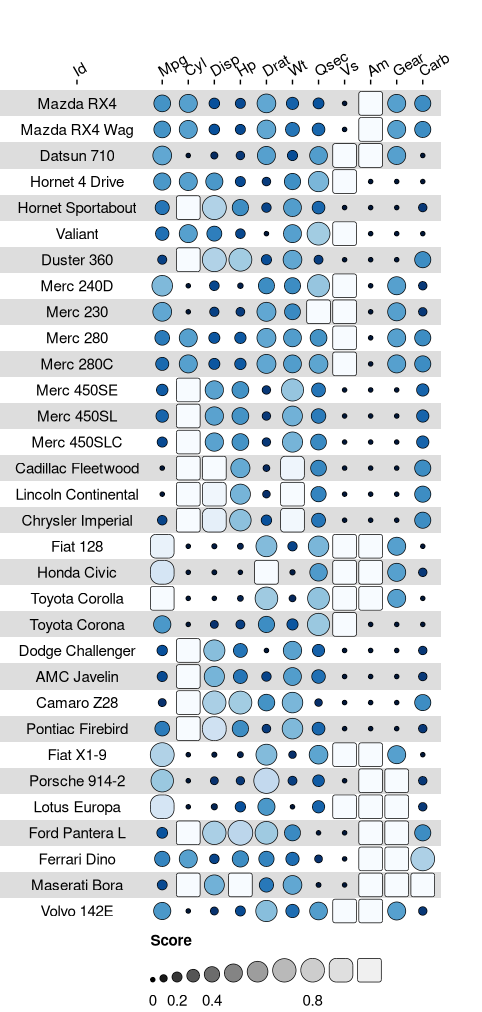 Id Mpg Cyl Disp Hp Drat Wt Qsec Vs Am Gear Carb
Mazda RX4
Mazda RX4 Wag
Datsun 710
Hornet 4 Drive
Hornet Sportabout
Valiant
Duster 360
Merc 240D
Merc 230
Merc 280
Merc 280C
Merc 450SE
Merc 450SL
Merc 450SLC
Cadillac Fleetwood
Lincoln Continental
Chrysler Imperial
Fiat 128
Honda Civic
Toyota Corolla
Toyota Corona
Dodge Challenger
AMC Javelin
Camaro Z28
Pontiac Firebird
Fiat X1-9
Porsche 914-2
Lotus Europa
Ford Pantera L
Ferrari Dino
Maserati Bora
Volvo 142E
Score
0 0.2 0.4 0.8